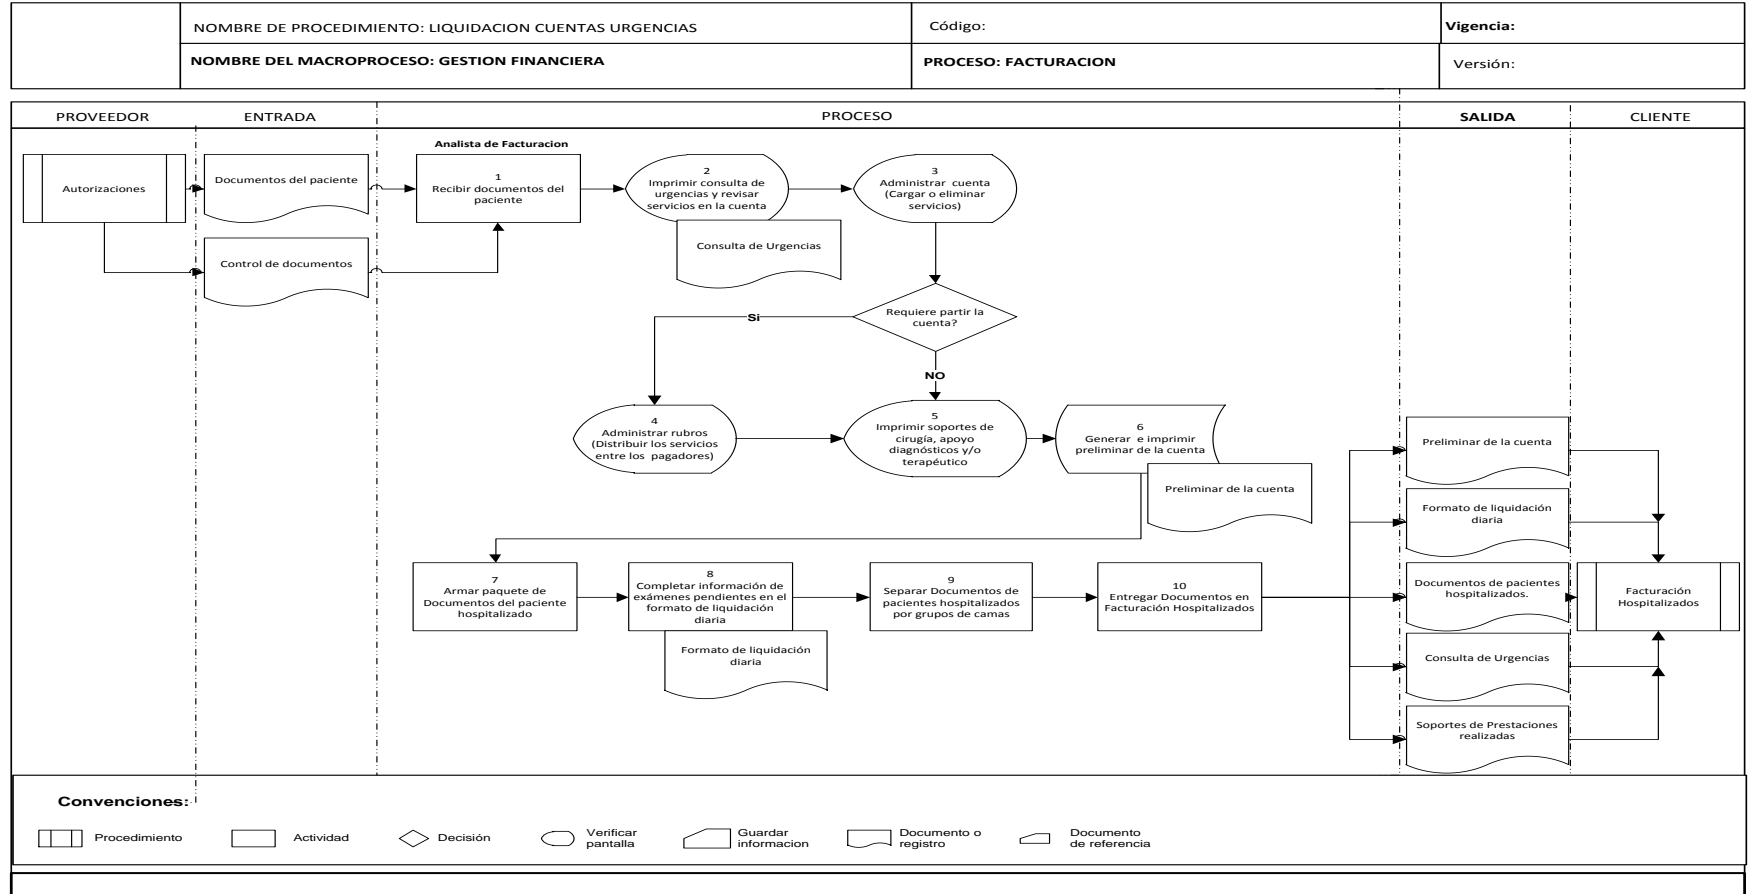 NOMBRE DE PROCEDIMIENTO: LIQUIDACION CUENTAS URGENCIAS
Código:
Vigencia:
NOMBRE DEL MACROPROCESO: GESTION FINANCIERA
PROCESO: FACTURACION
Versión:
PROVEEDOR
ENTRADA
PROCESO
SALIDA
CLIENTE
Autorizaciones
Documentos del paciente
Control de documentos
Analista de Facturacion
1
Recibir documentos del
paciente
2
Imprimir consulta de
urgencias y revisar
servicios en la cuenta
Consulta de Urgencias
3
Administrar cuenta
(Cargar o eliminar
servicios)
Requiere partir la
cuenta?
Si
NO
4
Administrar rubros
(Distribuir los servicios
entre los pagadores)
5
Imprimir soportes de
cirugía, apoyo
diagnósticos y/o
terapéutico
6
Generar e imprimir
preliminar de la cuenta
Preliminar de la cuenta
7
Armar paquete de
Documentos del paciente
hospitalizado
8
Completar información de
exámenes pendientes en el
formato de liquidación
diaria
Formato de liquidación
diaria
9
Separar Documentos de
pacientes hospitalizados
por grupos de camas
10
Entregar Documentos en
Facturación Hospitalizados
Preliminar de la cuenta
Formato de liquidación
diaria
Documentos de pacientes
hospitalizados.
Consulta de Urgencias
Soportes de Prestaciones
realizadas
Facturación
Hospitalizados
Convenciones:
Procedimiento
Actividad
Decisión
Verificar
pantalla
Guardar
informacion
Documento o
registro
Documento
de referencia